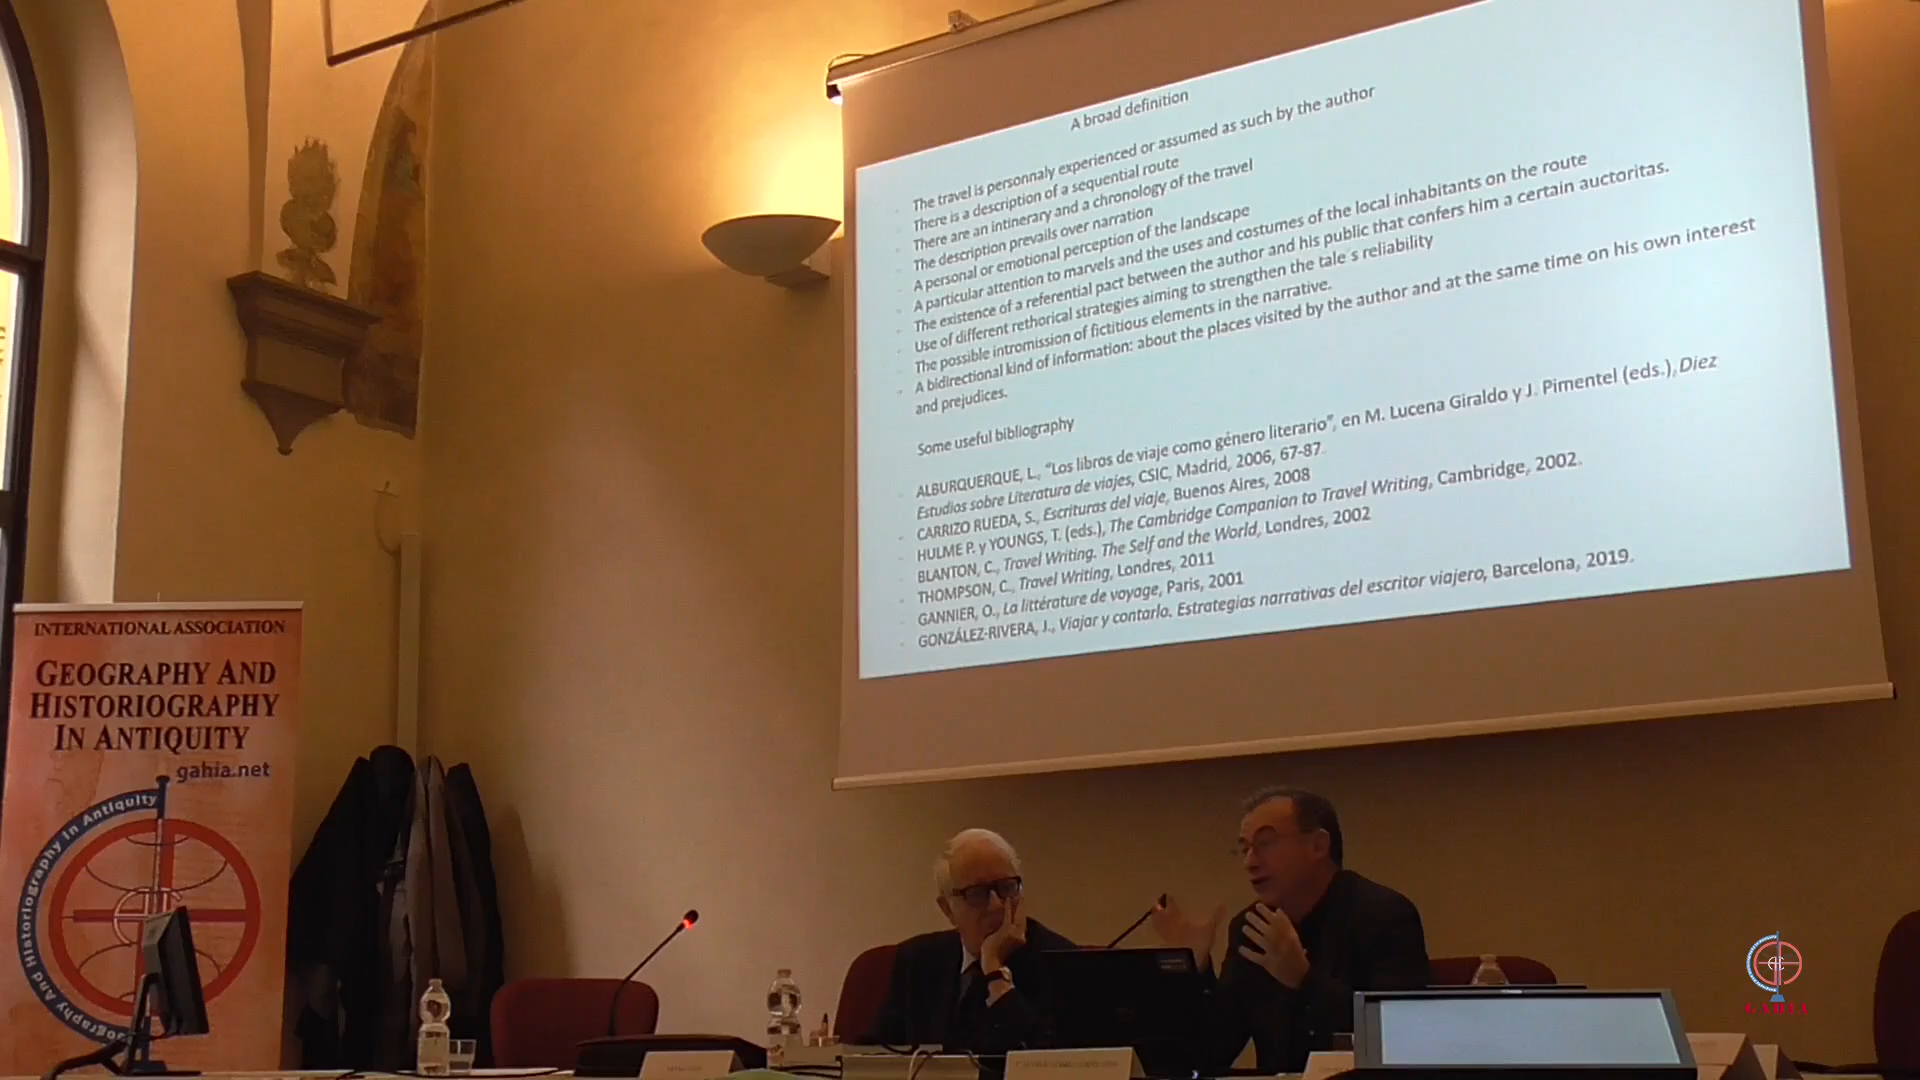 A broad definition
- The travel is personnaly experienced or assumed as such by the author
- There is a description of a sequential route
- There are an intinerary and a chronology of the travel
- The description prevails over narration
- A personal or emotional perception of the landscape
- A particular attention to marvels and the uses and costumes of the local inhabitants on the route
- The existence of a referential pact between the author and his public that confers him a certain auctoritas.
- Use of different rethorical strategies aiming to strengthen the tale´s reliability
- The possible intromission of fictitious elements in the narrative.
- A bidirectional kind of information: about the places visited by the author and at the same time on his own interest
and prejudices.
Some useful bibliography
- ALBURQUERQUE, L., “Los libros de viaje como género literario”, en M. Lucena Giraldo y J. Pimentel (eds.), Diez
Estudios sobre Literatura de viajes, CSIC, Madrid, 2006, 67-87.
- CARRIZO RUEDA, S., Escrituras del viaje, Buenos Aires, 2008
- HULME P. y YOUNGS, T. (eds.), The Cambridge Companion to Travel Writing, Cambridge, 2002.
- BLANTON, C., Travel Writing. The Self and the World, Londres, 2002
- THOMPSON, C., Travel Writing, Londres, 2011
- GANNIER, O., La littérature de voyage, Paris, 2001
- GONZÁLEZ-RIVERA, J., Viajar y contarlo. Estrategias narrativas del escritor viajero, Barcelona, 2019.
INTERNATIONAL ASSOCIATION
GEOGRAPHY AND
HISTORIOGRAPHY
IN ANTIQUITY
gahia.net
Geography And Historiography In Antiquity
GAHIA